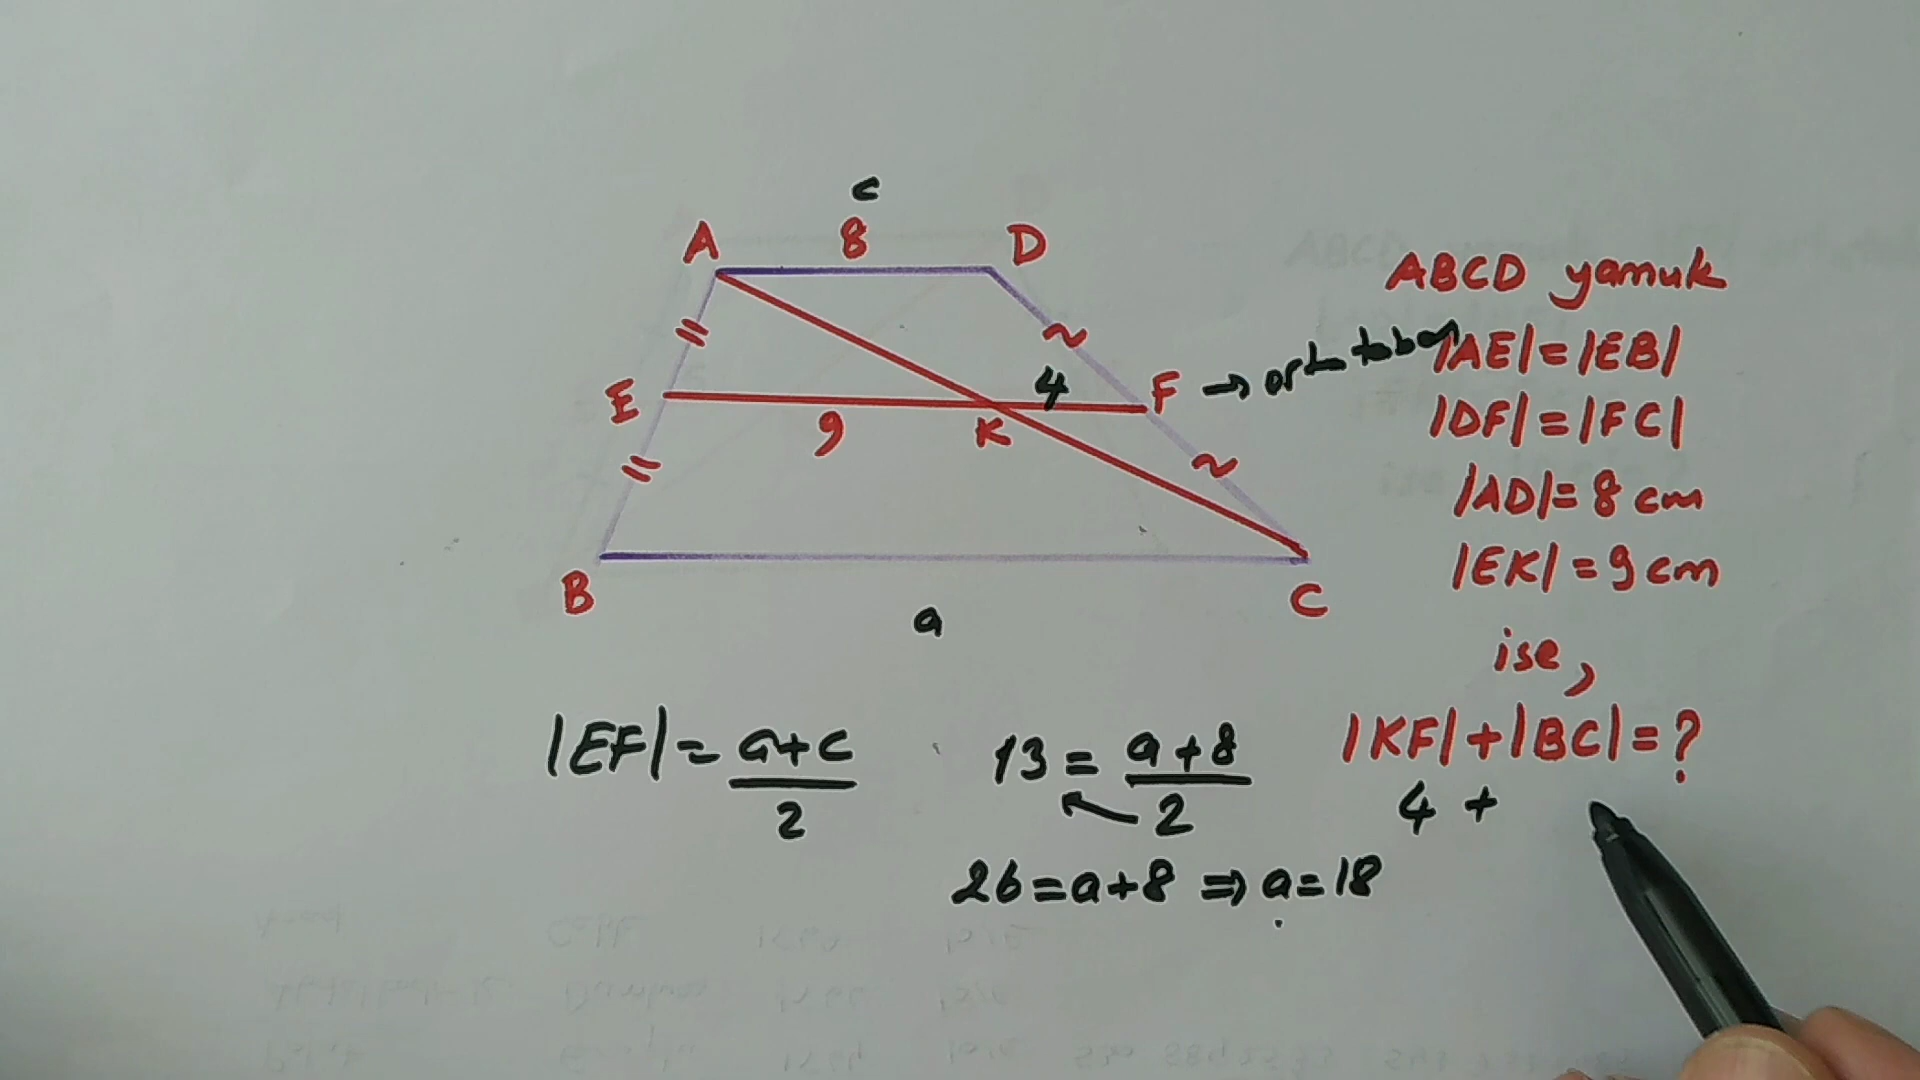 c
A 8 D
ABCD yamuk
|AE|=|EB|
4 F → orta taban
E 9 K
|DF|=|FC|
|AD|=8 cm
|EK|=9 cm
B C
a
ise,
|EF|=a+c/2
13=a+8/2
|KF|+|BC|=?
4 +
26=a+8 ⇒ a=18